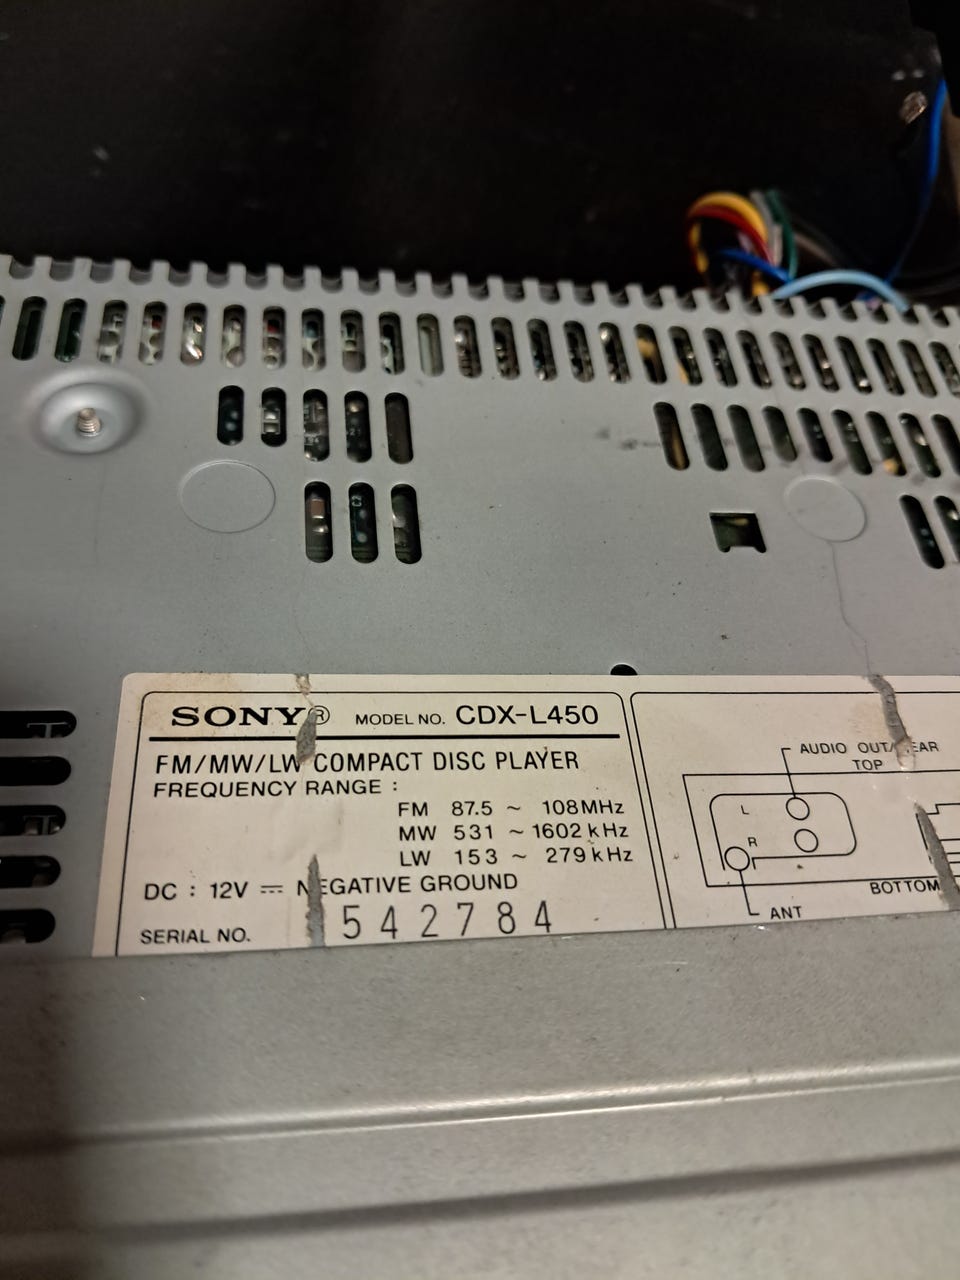 SONY® MODEL NO. CDX-L450
FM/MW/LW COMPACT DISC PLAYER
FREQUENCY RANGE :
FM 87.5 ~ 108MHz
MW 531 ~ 1602 kHz
LW 153 ~ 279 kHz
DC : 12V ⎓ NEGATIVE GROUND
SERIAL NO. 542784
AUDIO OUT/
TOP
L
R
BOTTOM
ANT